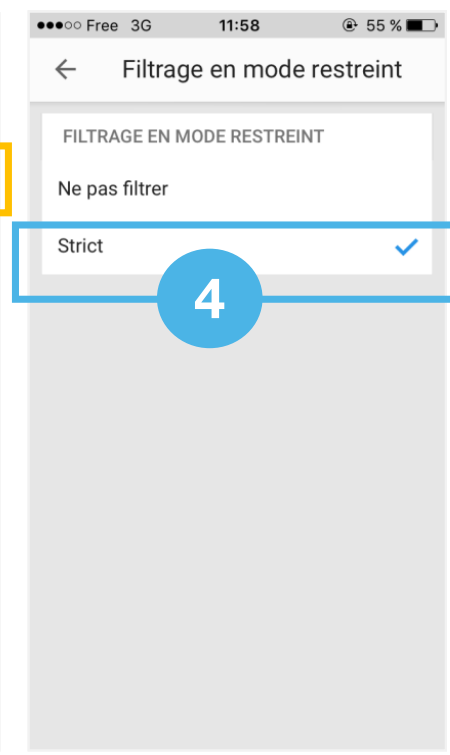 Free 3G 11:58 55 %
Filtrage en mode restreint
FILTRAGE EN MODE RESTREINT
Ne pas filtrer
Strict
4